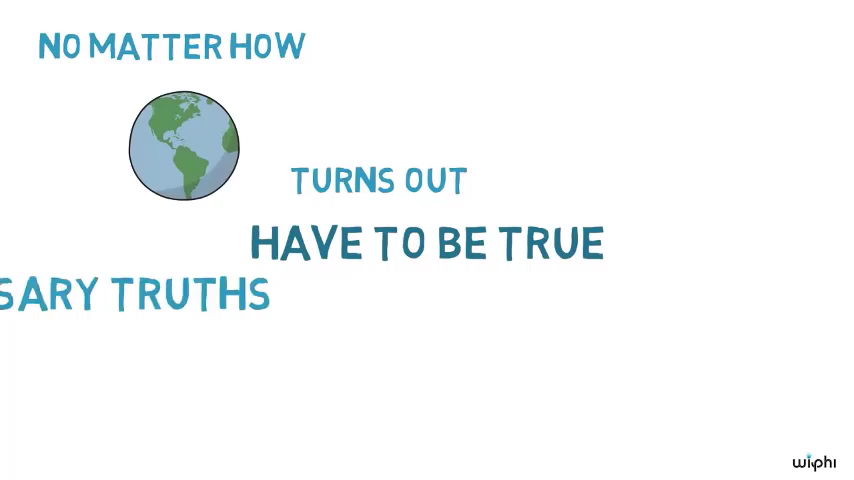 NO MATTER HOW
TURNS OUT
HAVE TO BE TRUE
SARY TRUTHS
wiphi